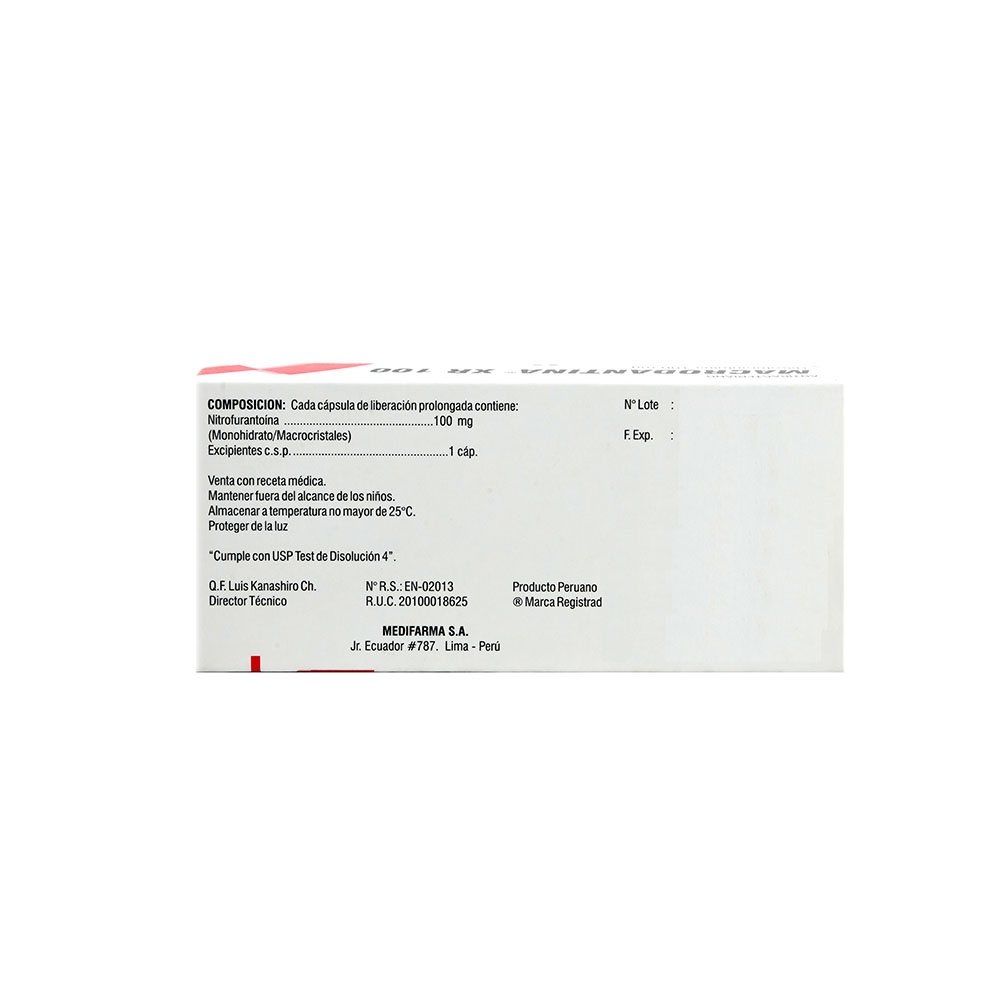 MACRODANTINA™ XR 100
COMPOSICION: Cada cápsula de liberación prolongada contiene:
Nitrofurantoína ...............................................100 mg
(Monohidrato/Macrocristales)
Excipientes c.s.p. .................................................1 cáp.
Venta con receta médica.
Mantener fuera del alcance de los niños.
Almacenar a temperatura no mayor de 25°C.
Proteger de la luz
"Cumple con USP Test de Disolución 4".
Q.F. Luis Kanashiro Ch.
Director Técnico
N° R.S.: EN-02013
R.U.C. 20100018625
Producto Peruano
® Marca Registrad
MEDIFARMA S.A.
Jr. Ecuador #787. Lima - Perú
N° Lote :
F. Exp. :